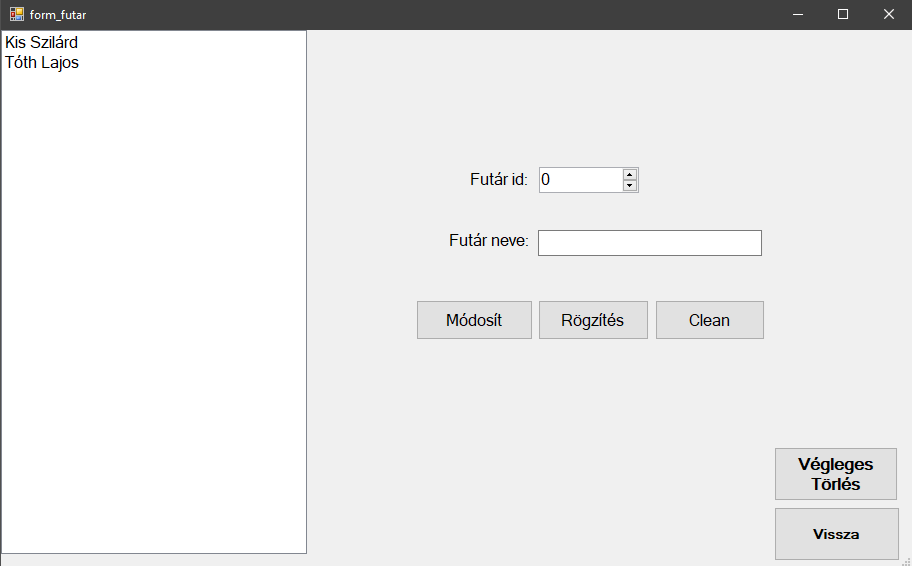 form_futar
Kis Szilárd
Tóth Lajos
Futár id:
0
Futár neve:
Módosít
Rögzítés
Clean
Végleges
Törlés
Vissza